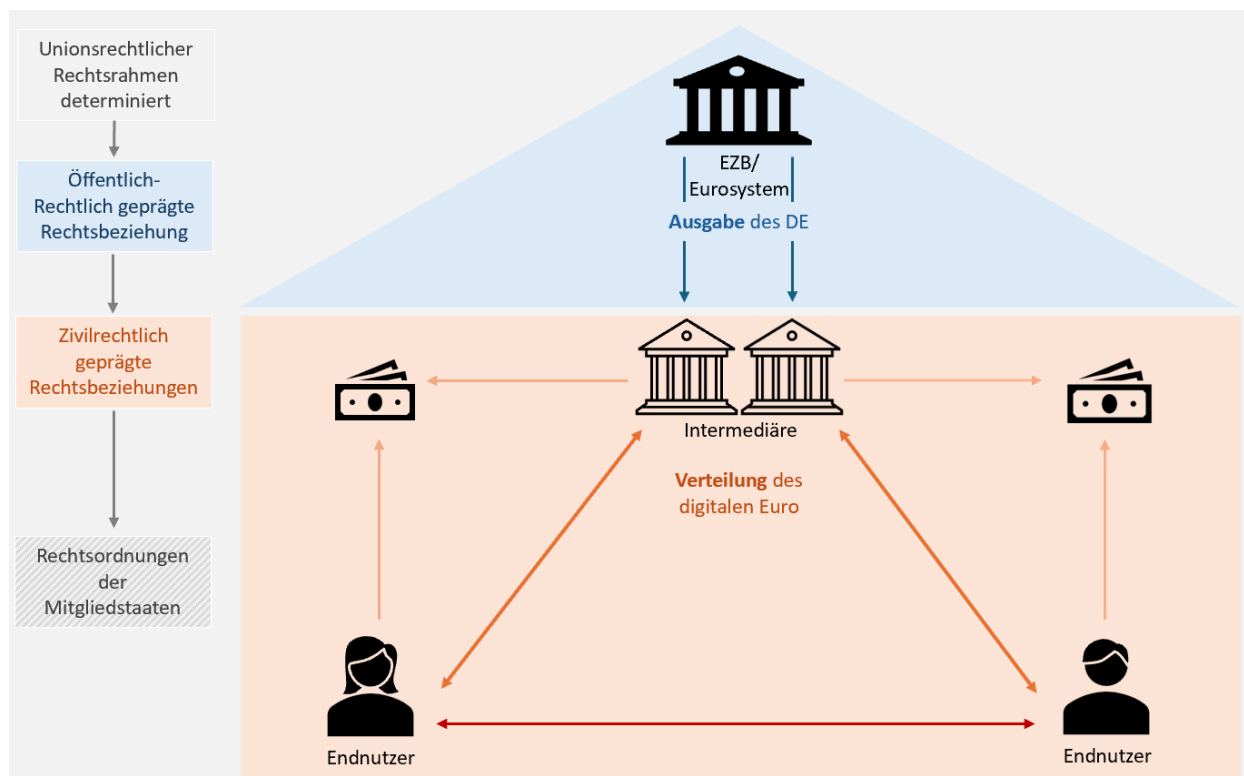 Unionsrechtlicher
Rechtsrahmen
determiniert
Öffentlich-
Rechtlich geprägte
Rechtsbeziehung
Zivilrechtlich
geprägte
Rechtsbeziehungen
Rechtsordnungen
der
Mitgliedstaaten
EZB/
Eurosystem
Ausgabe des DE
Intermediäre
Verteilung des
digitalen Euro
Endnutzer
Endnutzer